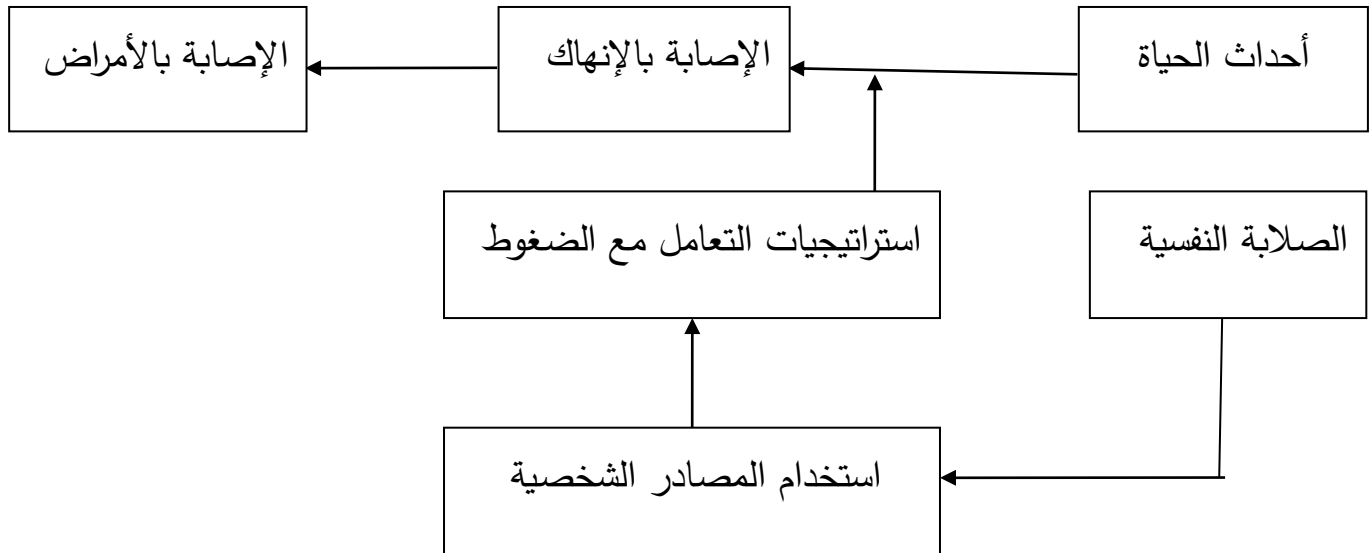 أحداث الحياة
الإصابة بالإنهاك
الإصابة بالأمراض
الصلابة النفسية
استراتيجيات التعامل مع الضغوط
استخدام المصادر الشخصية